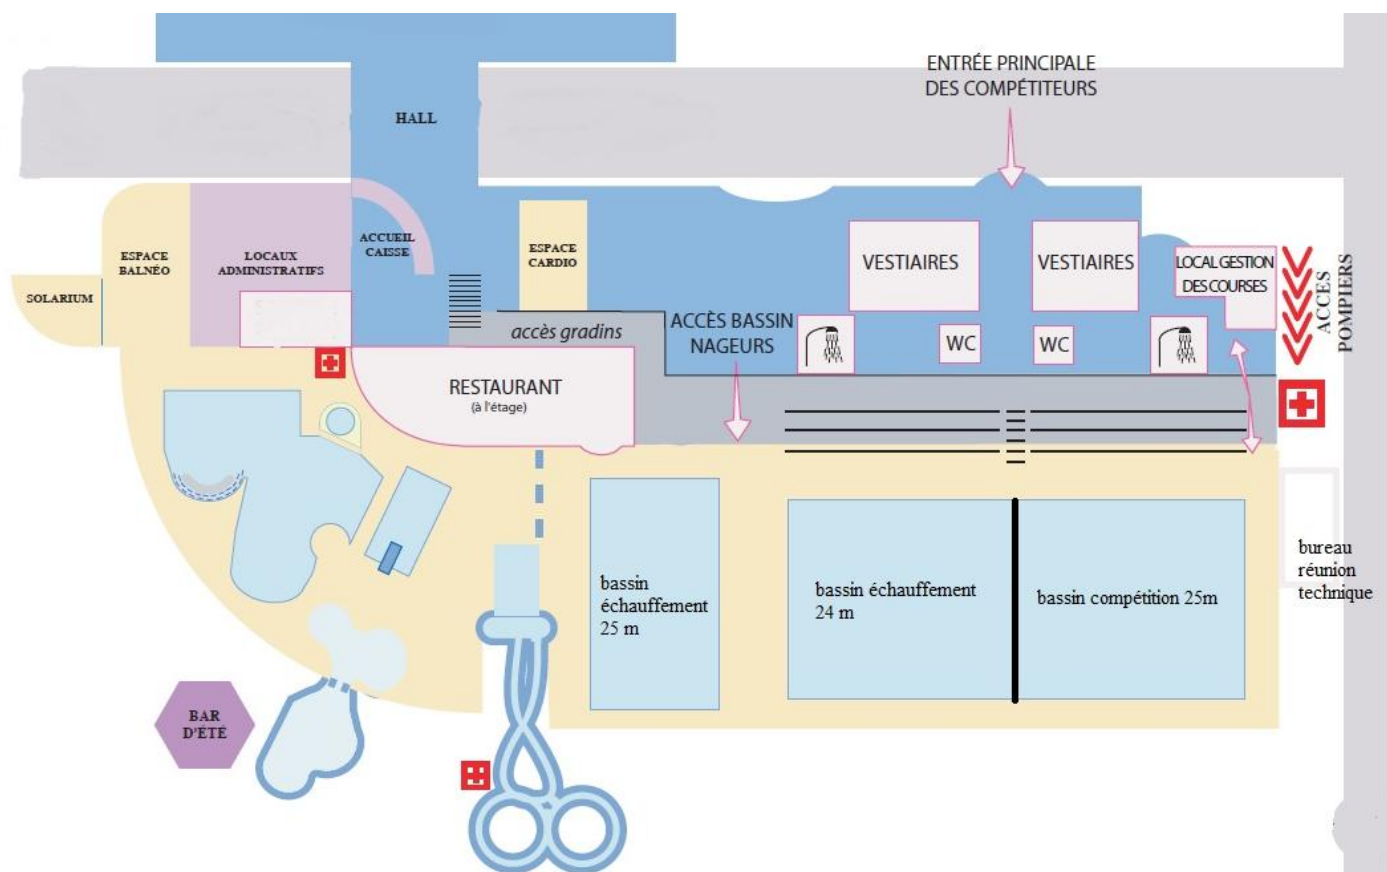 ENTRÉE PRINCIPALE
DES COMPÉTITEURS
HALL
ESPACE
BALNÉO
LOCAUX
ADMINISTRATIFS
ACCUEIL
CAISSE
ESPACE
CARDIO
VESTIAIRES
VESTIAIRES
LOCAL GESTION
DES COURSES
ACCES
POMPIERS
SOLARIUM
accès gradins
ACCÈS BASSIN
NAGEURS
WC
WC
RESTAURANT
(à l'étage)
bassin
échauffement
25 m
bassin échauffement
24 m
bassin compétition 25m
bureau
réunion
technique
BAR
D'ÉTÉ